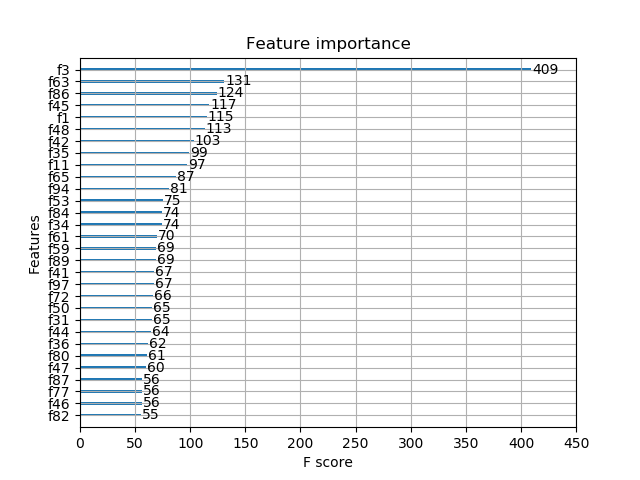 Feature importance
Features
f3 409
f63 131
f86 124
f45 117
f1 115
f48 113
f42 103
f35 99
f11 97
f65 87
f94 81
f53 75
f84 74
f34 74
f61 70
f59 69
f89 69
f41 67
f97 67
f72 66
f50 65
f31 65
f44 64
f36 62
f80 61
f47 60
f87 56
f77 56
f46 56
f82 55
0 50 100 150 200 250 300 350 400 450
F score